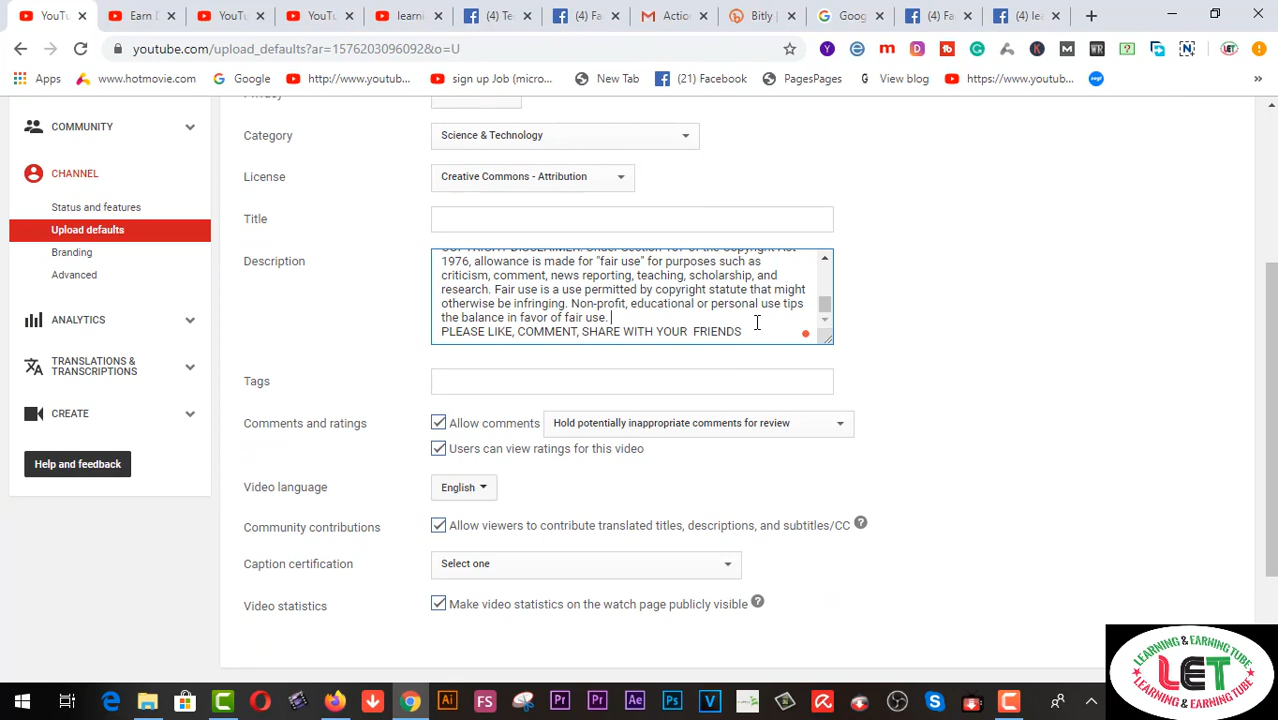 YouTu
Earn D
YouTu
YouTu
learni
(4) Te
(4) Fa
Action
Bitly |
Goog
(4) Fa
(4) lea
youtube.com/upload_defaults?ar=1576203096092&o=U
Apps
www.hotmovie.com
Google
http://www.youtub...
sign up Job (micro...
New Tab
(21) Facebook
PagesPages
View blog
https://www.youtub...
COMMUNITY
CHANNEL
Status and features
Upload defaults
Branding
Advanced
ANALYTICS
TRANSLATIONS &
TRANSCRIPTIONS
CREATE
Help and feedback
Privacy
Category
Science & Technology
License
Creative Commons - Attribution
Title
Description
COPYRIGHT DISCLAIMER: Under Section 107 of the Copyright Act
1976, allowance is made for "fair use" for purposes such as
criticism, comment, news reporting, teaching, scholarship, and
research. Fair use is a use permitted by copyright statute that might
otherwise be infringing. Non-profit, educational or personal use tips
the balance in favor of fair use.
PLEASE LIKE, COMMENT, SHARE WITH YOUR FRIENDS
Tags
Comments and ratings
Allow comments
Hold potentially inappropriate comments for review
Users can view ratings for this video
Video language
English
Community contributions
Allow viewers to contribute translated titles, descriptions, and subtitles/CC
Caption certification
Select one
Video statistics
Make video statistics on the watch page publicly visible
LEARNING & EARNING TUBE
LET
LEARNING & EARNING TUBE